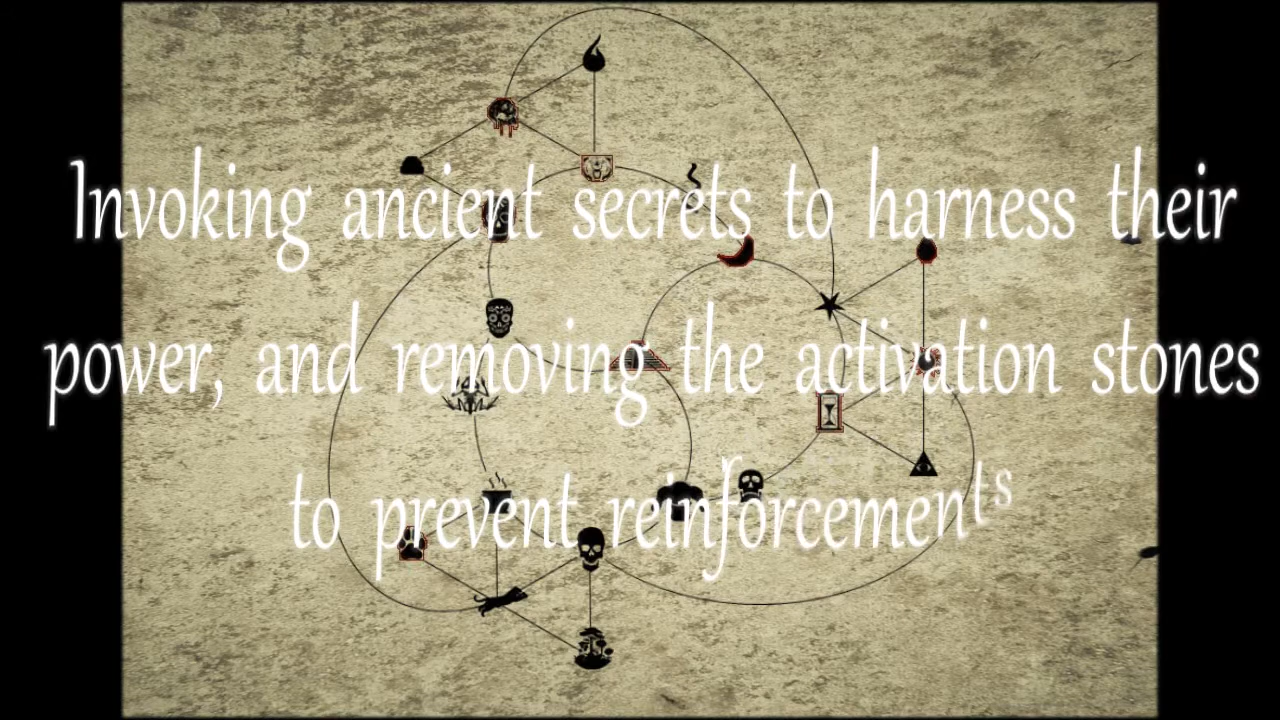 Invoking ancient secrets to harness their
power, and removing the activation stones
to prevent reinforcements